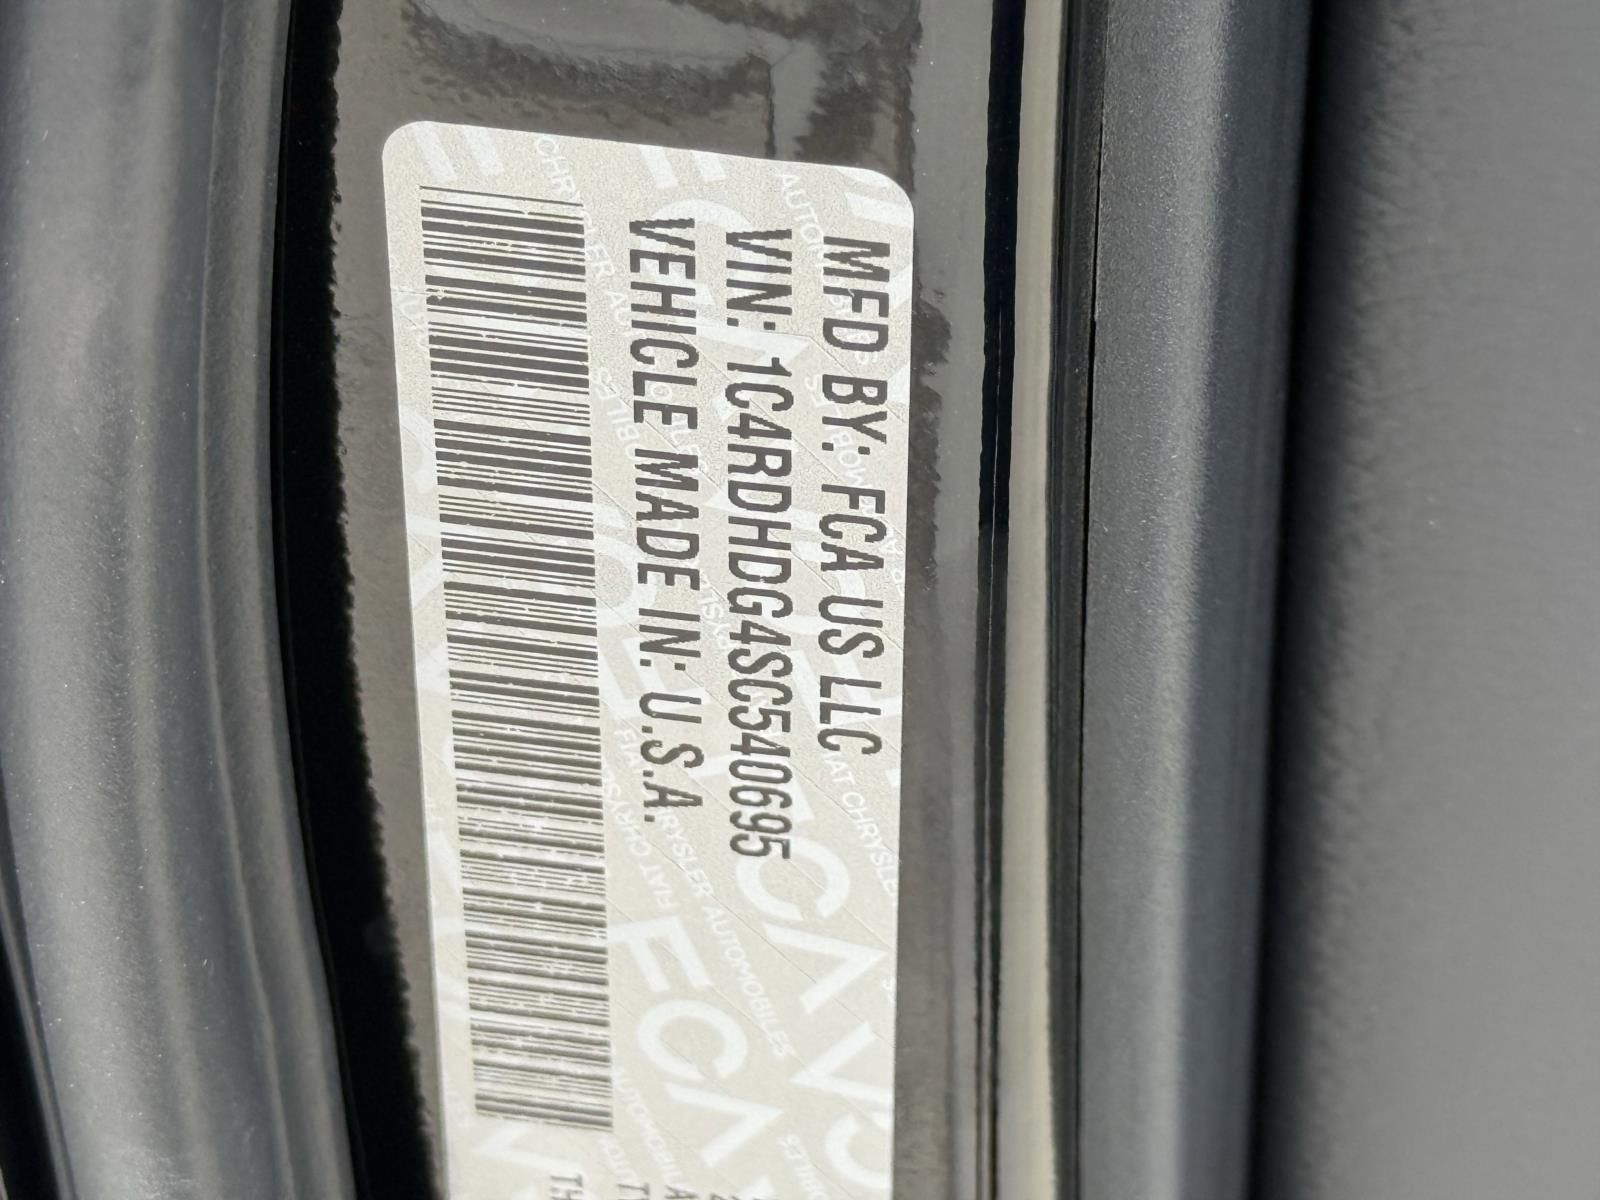 MFD BY: FCA US LLC
VIN: 1C4RDHDG4SC540695
VEHICLE MADE IN: U.S.A.